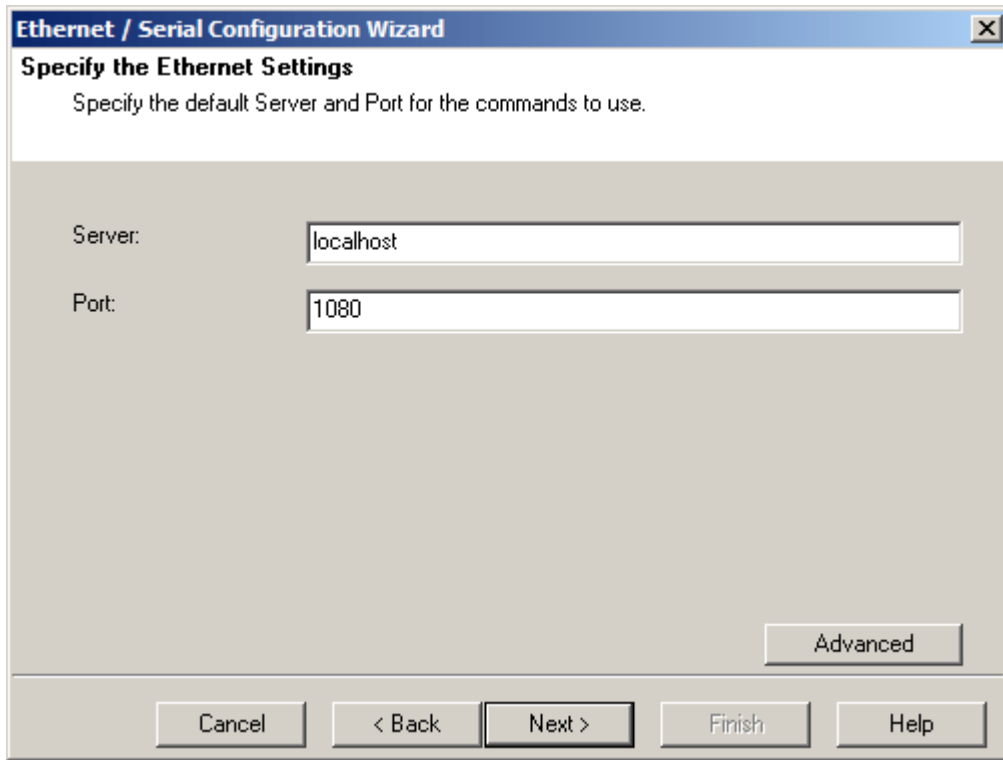 Ethernet / Serial Configuration Wizard
Specify the Ethernet Settings
Specify the default Server and Port for the commands to use.
Server:
localhost
Port:
1080
Advanced
Cancel
< Back
Next >
Finish
Help